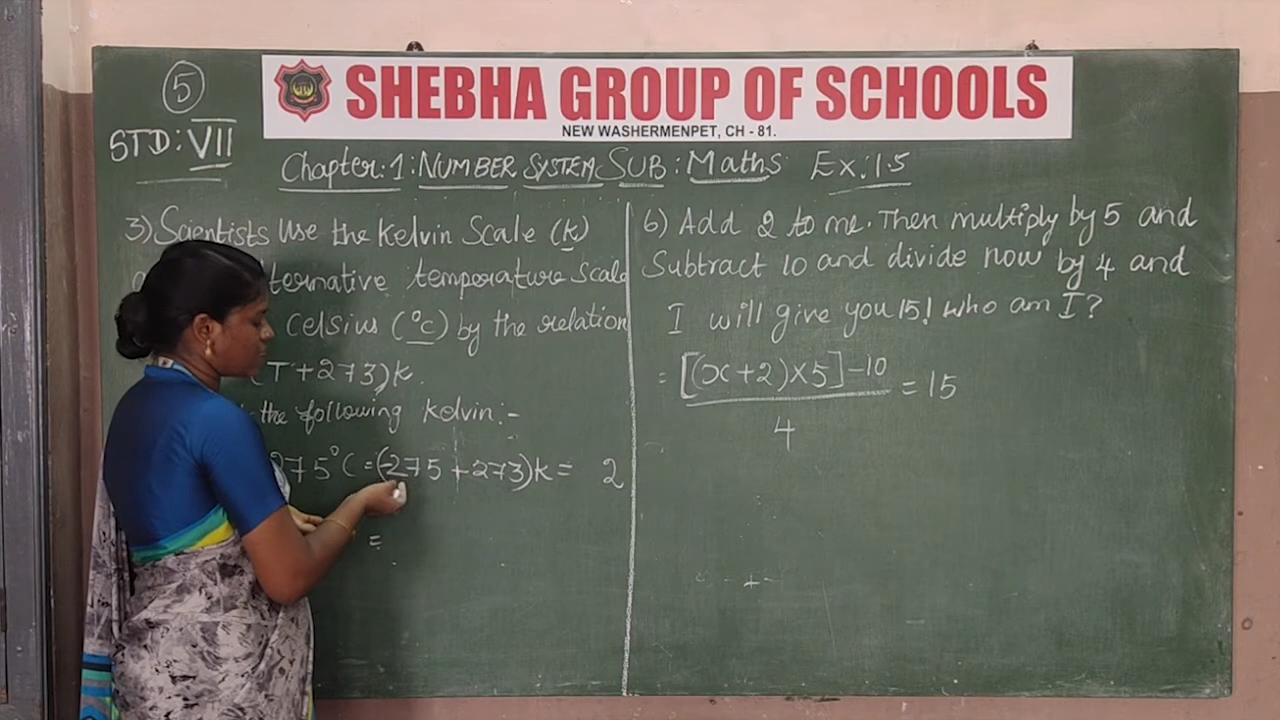 SHEBHA GROUP OF SCHOOLS
NEW WASHERMENPET, CH - 81.
5
STD: VII
Chapter: 1: NUMBER SYSTEM SUB: Maths Ex: 1.5
3) Scientists use the Kelvin Scale (k)
ternative temperature scale
Celsius (°c) by the relation
(T+273)k.
the following kelvin:-
275°C = (-275 + 273)k = 2
=
6) Add 2 to me. Then multiply by 5 and
Subtract 10 and divide now by 4 and
I will give you 15! who am I?
= [(x+2)×5]-10 = 15
4